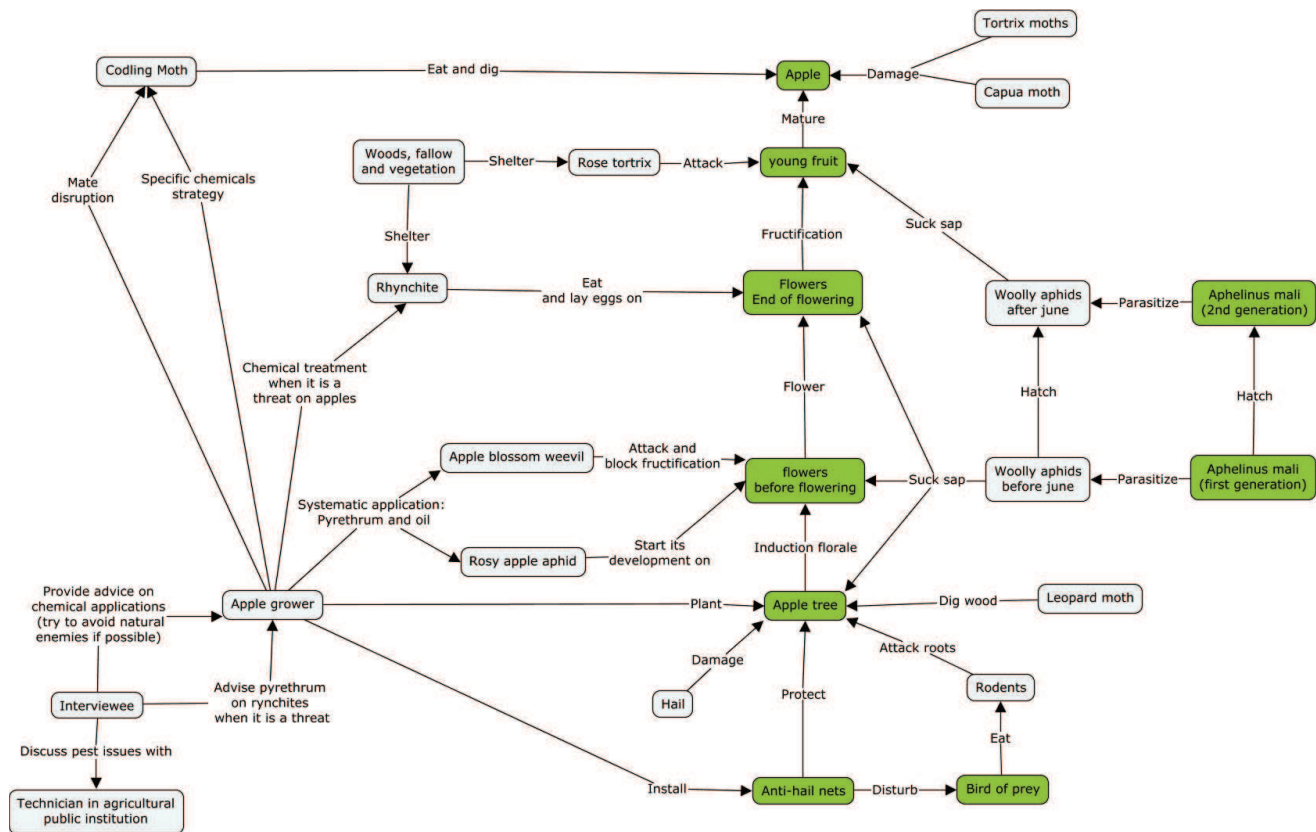 Tortrix moths
Codling Moth
Eat and dig
Apple
Damage
Capua moth
Mature
Woods, fallow
and vegetation
Shelter
Rose tortrix
Attack
young fruit
Mate
disruption
Specific chemicals
strategy
Suck sap
Shelter
Fructification
Rhynchite
Eat
and lay eggs on
Flowers
End of flowering
Woolly aphids
after june
Parasitize
Aphelinus mali
(2nd generation)
Chemical treatment
when it is a
threat on apples
Flower
Hatch
Hatch
Apple blossom weevil
Attack and
block fructification
flowers
before flowering
Suck sap
Woolly aphids
before june
Parasitize
Aphelinus mali
(first generation)
Systematic application:
Pyrethrum and oil
Rosy apple aphid
Start its
development on
Induction florale
Provide advice on
chemical applications
(try to avoid natural
enemies if possible)
Apple grower
Plant
Apple tree
Dig wood
Leopard moth
Damage
Attack roots
Interviewee
Advise pyrethrum
on rynchites
when it is a threat
Hail
Protect
Rodents
Discuss pest issues with
Eat
Technician in agricultural
public institution
Install
Anti-hail nets
Disturb
Bird of prey